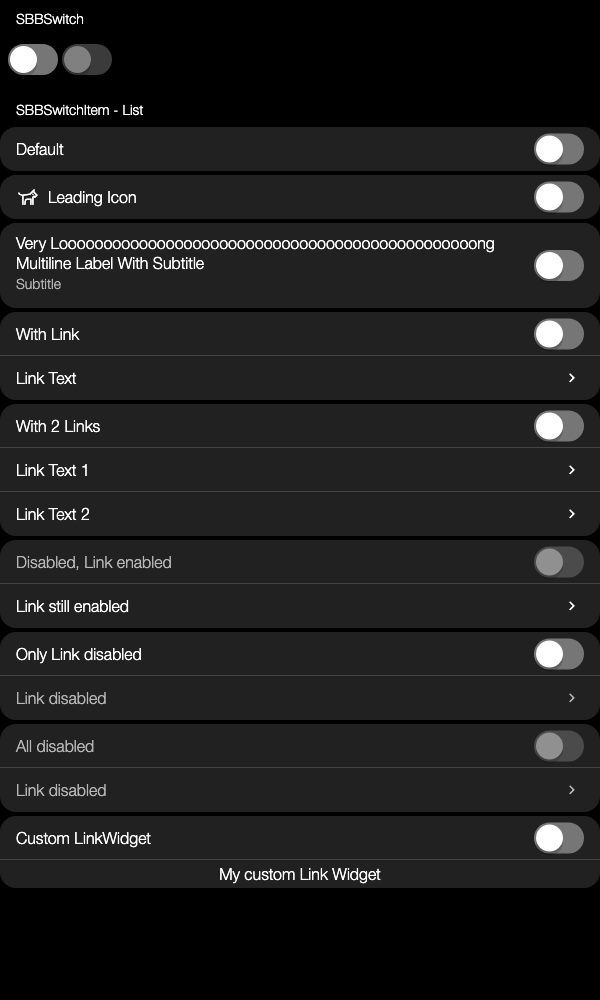 SBBSwitch
SBBSwitchItem - List
Default
Leading Icon
Very Looooooooooooooooooooooooooooooooooooooooooooooong
Multiline Label With Subtitle
Subtitle
With Link
Link Text
With 2 Links
Link Text 1
Link Text 2
Disabled, Link enabled
Link still enabled
Only Link disabled
Link disabled
All disabled
Link disabled
Custom LinkWidget
My custom Link Widget